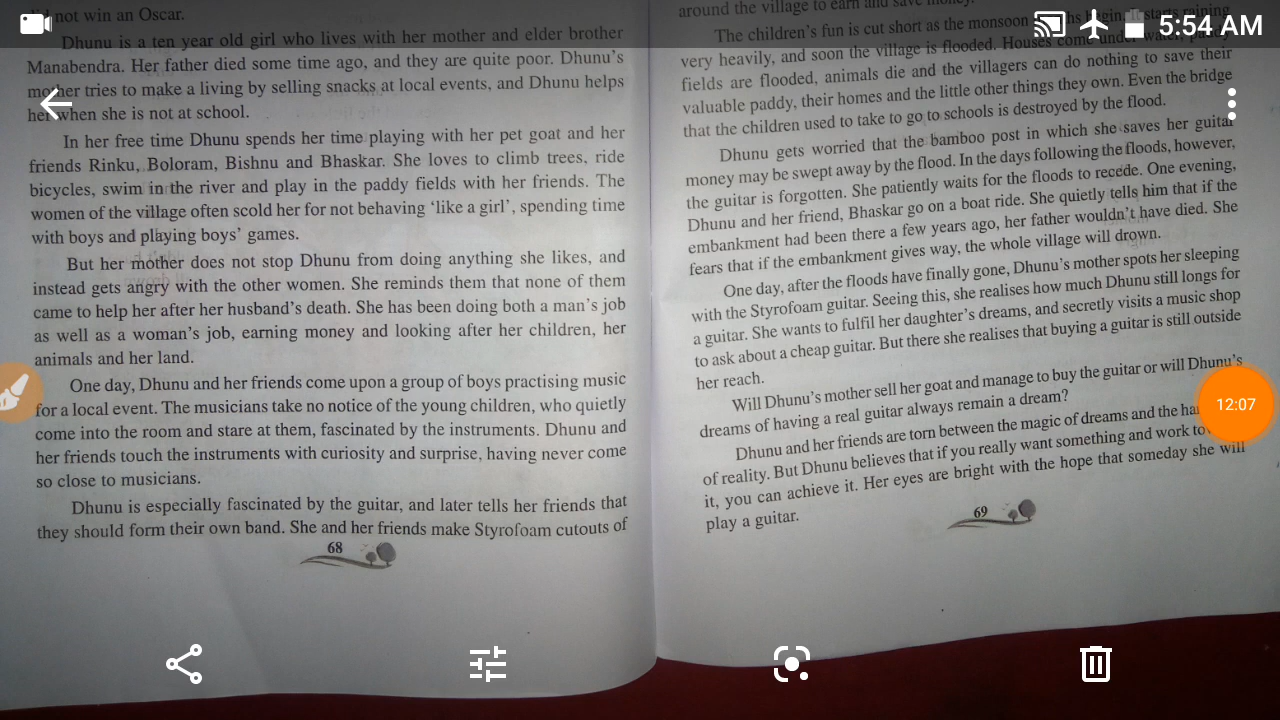 5:54 AM
did not win an Oscar.
Dhunu is a ten year old girl who lives with her mother and elder brother
Manabendra. Her father died some time ago, and they are quite poor. Dhunu's
mother tries to make a living by selling snacks at local events, and Dhunu helps
her when she is not at school.
In her free time Dhunu spends her time playing with her pet goat and her
friends Rinku, Boloram, Bishnu and Bhaskar. She loves to climb trees, ride
bicycles, swim in the river and play in the paddy fields with her friends. The
women of the village often scold her for not behaving 'like a girl', spending time
with boys and playing boys' games.
But her mother does not stop Dhunu from doing anything she likes, and
instead gets angry with the other women. She reminds them that none of them
came to help her after her husband's death. She has been doing both a man's job
as well as a woman's job, earning money and looking after her children, her
animals and her land.
One day, Dhunu and her friends come upon a group of boys practising music
for a local event. The musicians take no notice of the young children, who quietly
come into the room and stare at them, fascinated by the instruments. Dhunu and
her friends touch the instruments with curiosity and surprise, having never come
so close to musicians.
Dhunu is especially fascinated by the guitar, and later tells her friends that
they should form their own band. She and her friends make Styrofoam cutouts of
68
around the village to earn and save money.
The children's fun is cut short as the monsoon begin. It starts raining
very heavily, and soon the village is flooded. Houses come under water, paddy
fields are flooded, animals die and the villagers can do nothing to save their
valuable paddy, their homes and the little other things they own. Even the bridge
that the children used to take to go to schools is destroyed by the flood.
Dhunu gets worried that the bamboo post in which she saves her guitar
money may be swept away by the flood. In the days following the floods, however,
the guitar is forgotten. She patiently waits for the floods to recede. One evening,
Dhunu and her friend, Bhaskar go on a boat ride. She quietly tells him that if the
embankment had been there a few years ago, her father wouldn't have died. She
fears that if the embankment gives way, the whole village will drown.
One day, after the floods have finally gone, Dhunu's mother spots her sleeping
with the Styrofoam guitar. Seeing this, she realises how much Dhunu still longs for
a guitar. She wants to fulfil her daughter's dreams, and secretly visits a music shop
to ask about a cheap guitar. But there she realises that buying a guitar is still outside
her reach.
Will Dhunu's mother sell her goat and manage to buy the guitar or will Dhunu's
dreams of having a real guitar always remain a dream?
Dhunu and her friends are torn between the magic of dreams and the
of reality. But Dhunu believes that if you really want something and work
it, you can achieve it. Her eyes are bright with the hope that someday she will
play a guitar.
69
12:07